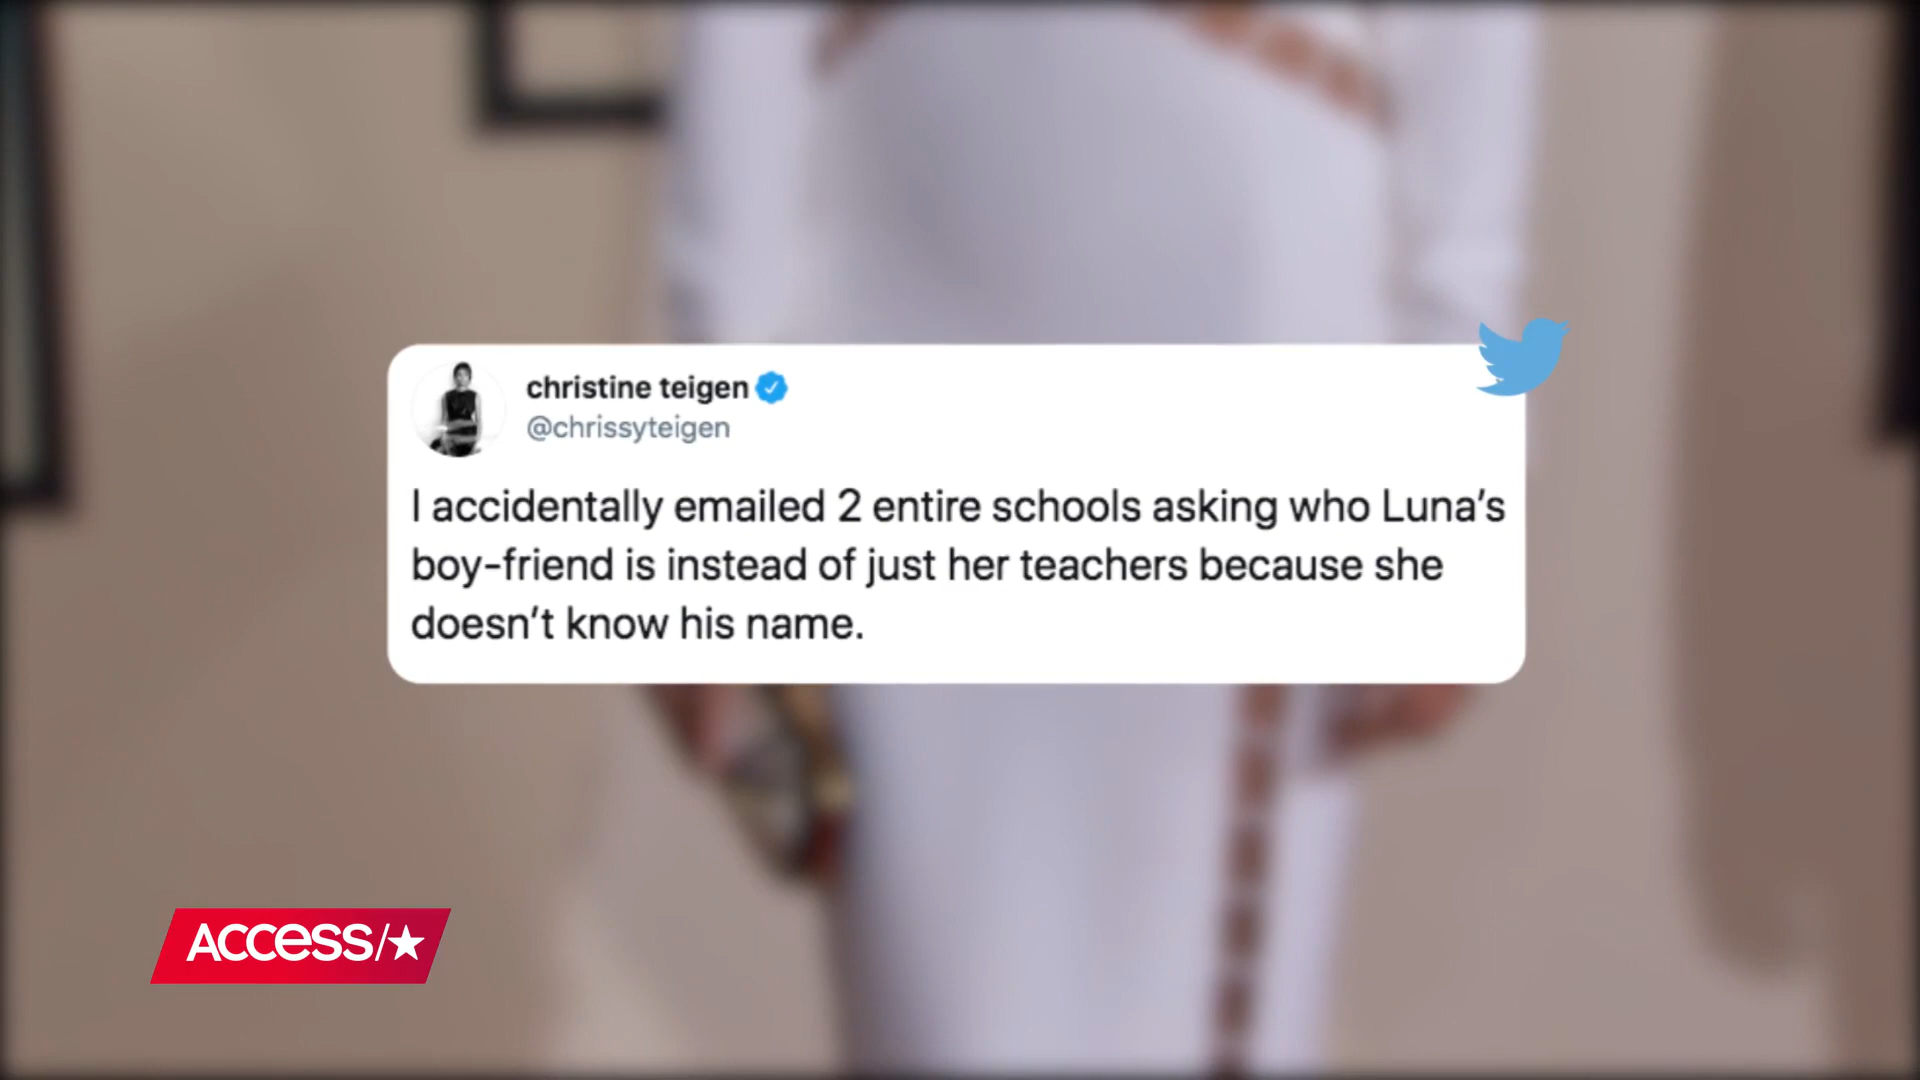 christine teigen
@chrissyteigen
I accidentally emailed 2 entire schools asking who Luna’s
boy-friend is instead of just her teachers because she
doesn’t know his name.
ACCESS/